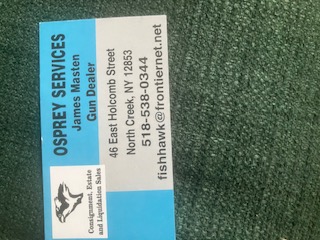 OSPREY SERVICES
James Masten
Gun Dealer
46 East Holcomb Street
North Creek, NY 12853
518-538-0344
fishhawk@frontiernet.net
Consignment, Estate
and Liquidation Sales